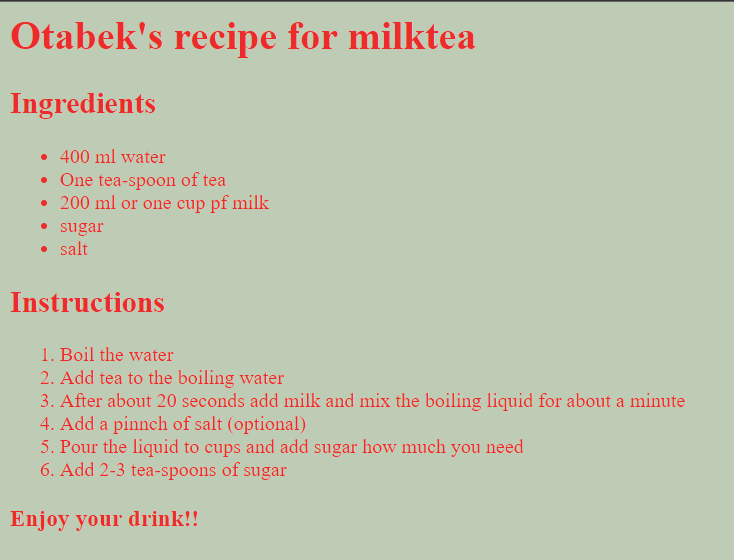 Otabek's recipe for milktea
Ingredients
• 400 ml water
• One tea-spoon of tea
• 200 ml or one cup pf milk
• sugar
• salt
Instructions
1. Boil the water
2. Add tea to the boiling water
3. After about 20 seconds add milk and mix the boiling liquid for about a minute
4. Add a pinnch of salt (optional)
5. Pour the liquid to cups and add sugar how much you need
6. Add 2-3 tea-spoons of sugar
Enjoy your drink!!